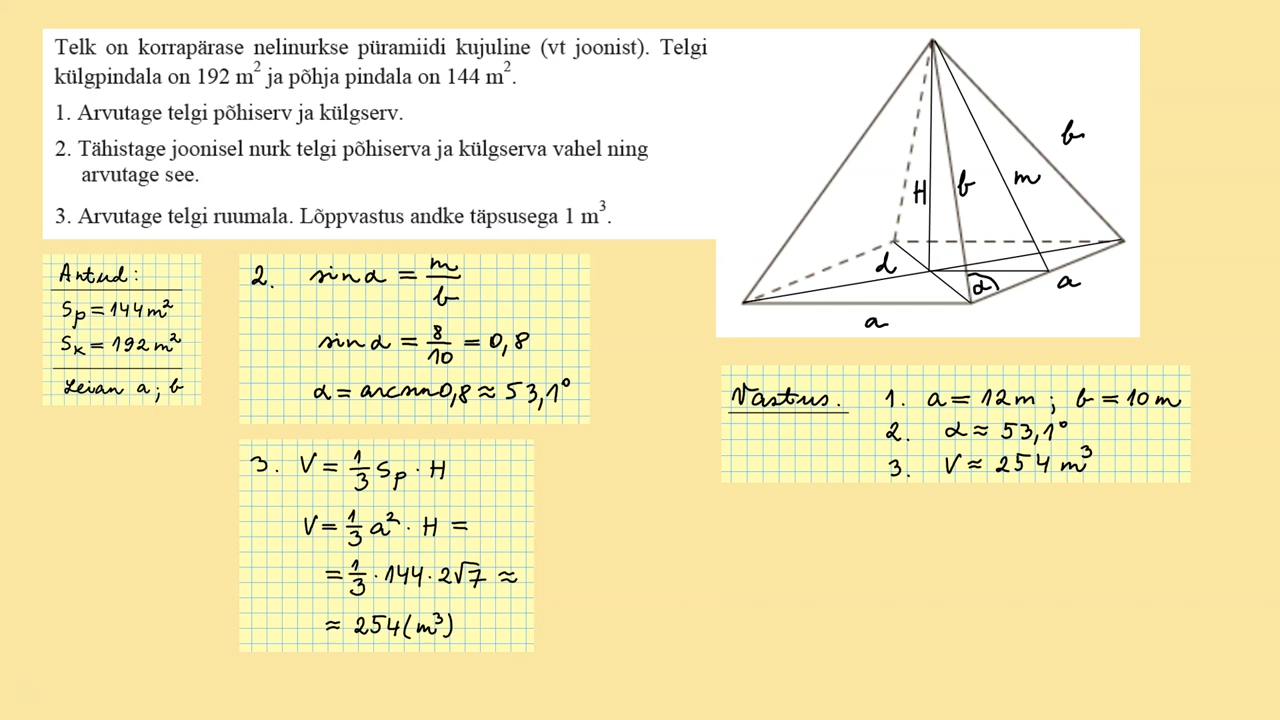 Telk on korrapärase nelinurkse püramiidi kujuline (vt joonist). Telgi
külgpindala on 192 m² ja põhja pindala on 144 m².
1. Arvutage telgi põhiserv ja külgserv.
2. Tähistage joonisel nurk telgi põhiserva ja külgserva vahel ning
arvutage see.
3. Arvutage telgi ruumala. Lõppvastus andke täpsusega 1 m³.
b
H b m
d
α
a
a
Antud:
Sp = 144 m²
Sk = 192 m²
Leian a; b
2. sin α = m/b
sin α = 8/10 = 0,8
α = arcsin 0,8 ≈ 53,1°
3. V = 1/3 Sp · H
V = 1/3 a² · H =
= 1/3 · 144 · 2√7 ≈
≈ 254 (m³)
Vastus. 1. a = 12 m ; b = 10 m
2. α ≈ 53,1°
3. V ≈ 254 m³